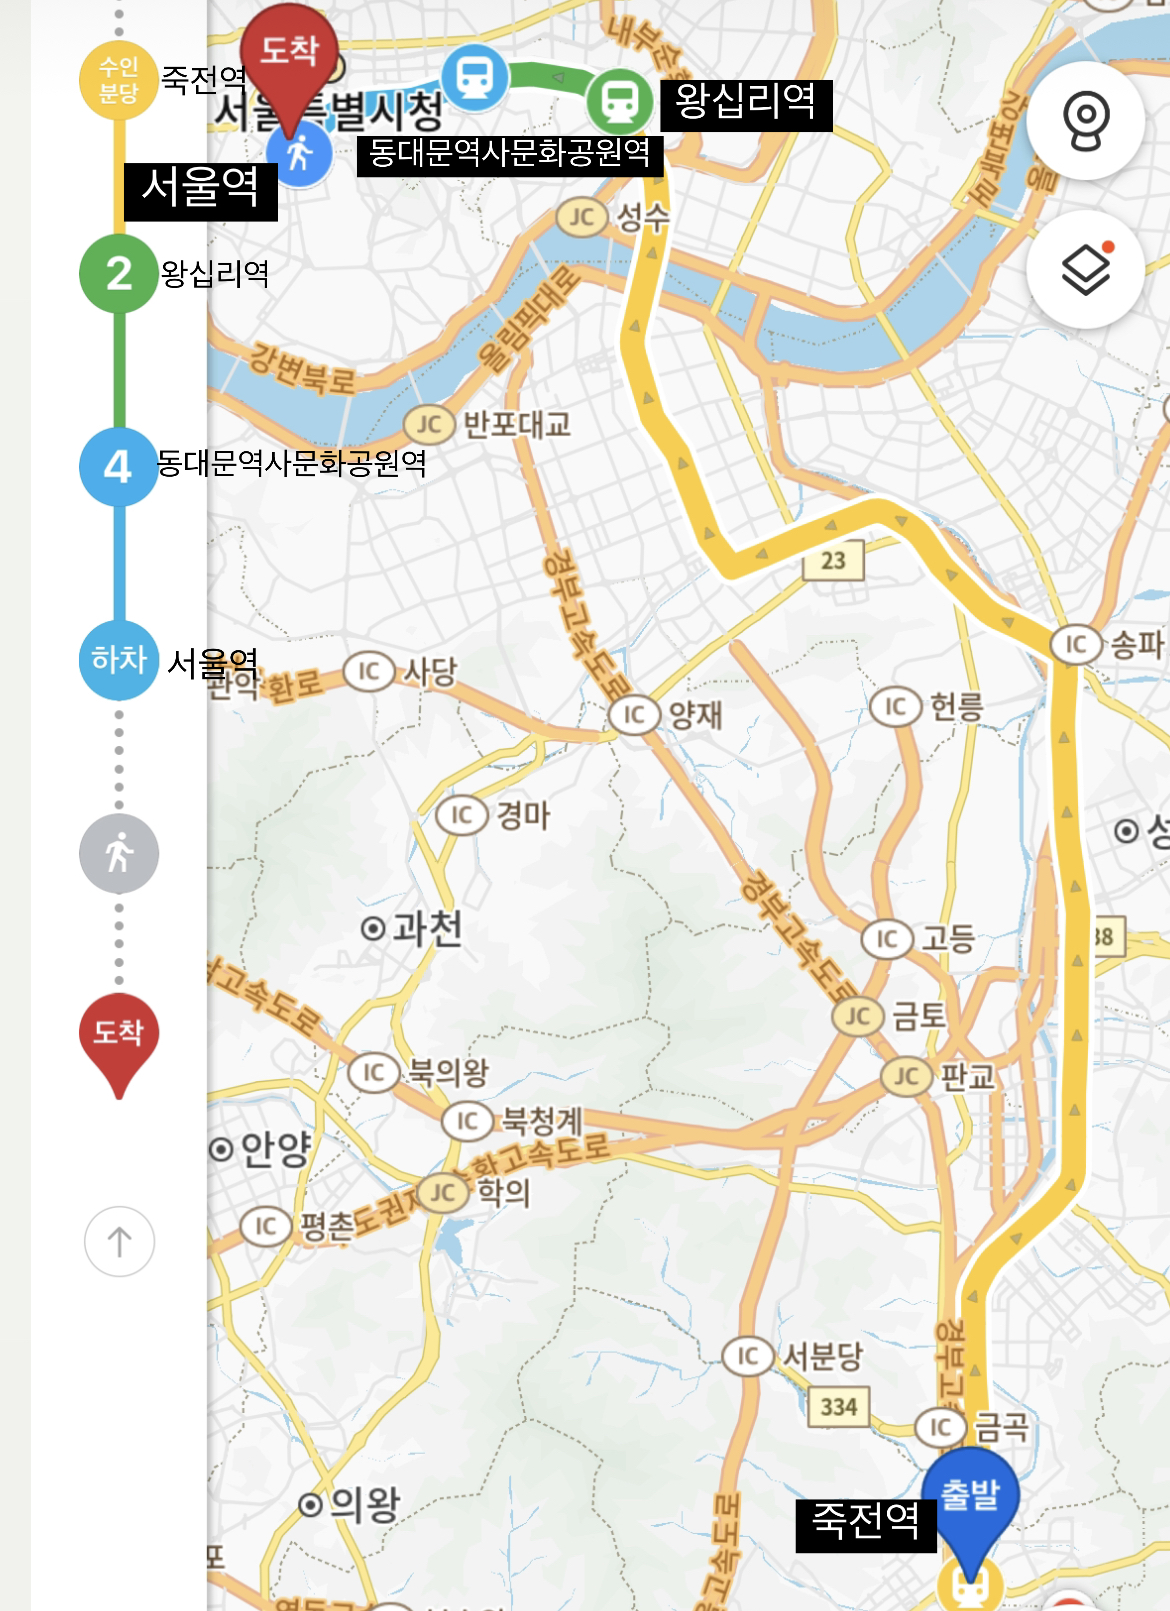 수인
분당
죽전역
2
왕십리역
4
동대문역사문화공원역
하차
서울역
도착
도착
서울특별시청
서울역
동대문역사문화공원역
왕십리역
내부순
강변북로
JC 성수
올림픽대로
강변북로
JC 반포대교
23
경부고속도로
IC 송파
IC 사당
관악
환로
IC 양재
IC 헌릉
IC 경마
성
과천
경부고속도로
IC 고등
38
고속도로
JC 금토
IC 북의왕
JC 판교
IC 북청계
안양
순환고속도로
JC 학의
도권제
IC 평촌
경부고
IC 서분당
334
IC 금곡
출발
죽전역
의왕
고속도로
포